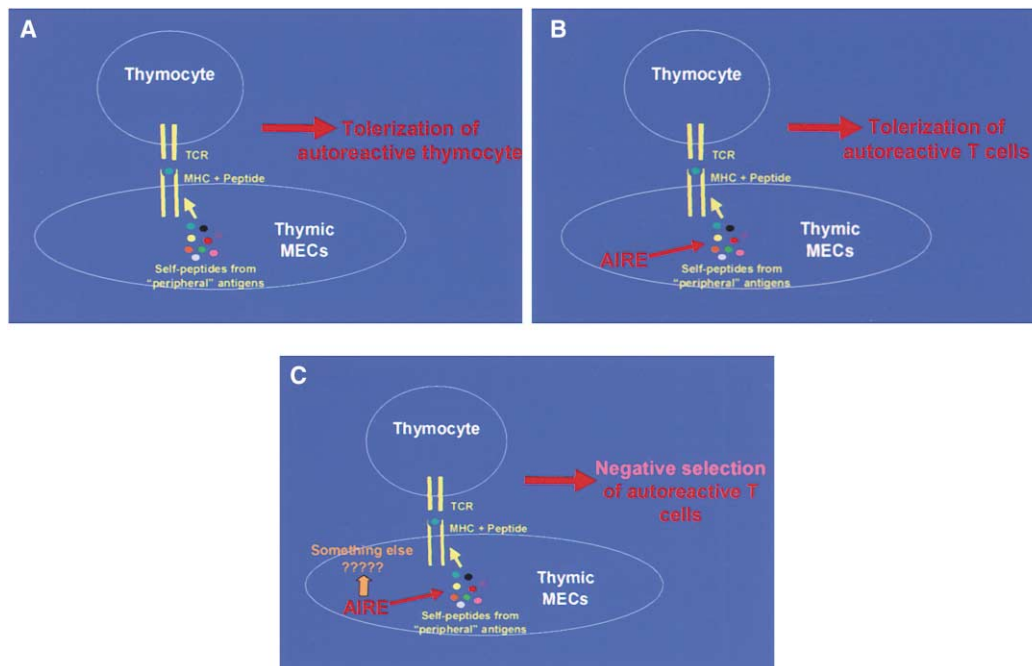 A
Thymocyte
Tolerization of
autoreactive thymocyte
TCR
MHC + Peptide
Thymic
MECs
Self-peptides from
“peripheral” antigens
B
Thymocyte
Tolerization of
autoreactive T cells
TCR
MHC + Peptide
Thymic
MECs
AIRE
Self-peptides from
“peripheral” antigens
C
Thymocyte
Negative selection
of autoreactive T
cells
TCR
MHC + Peptide
Something else
?????
Thymic
MECs
AIRE
Self-peptides from
“peripheral” antigens